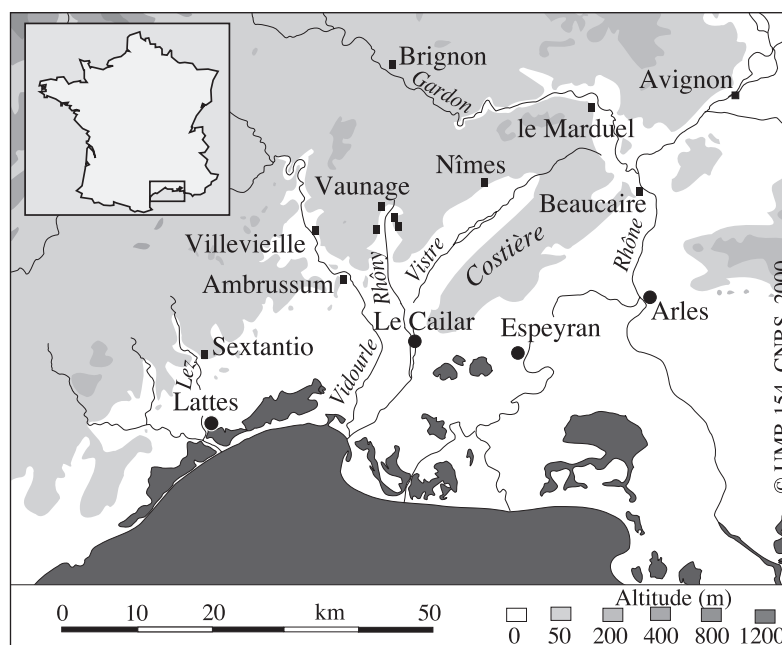 Brignon
Gardon
Avignon
le Marduel
Nîmes
Vaunage
Beaucaire
Villevieille
Vistre
Costière
Rhône
Rhôny
Ambrussum
Arles
Le Cailar
Espeyran
Sextantio
Lez
Vidourle
Lattes
© UMR 154 CNRS, 2000
Altitude (m)
0 10 20 km 50
0 50 200 400 800 1200